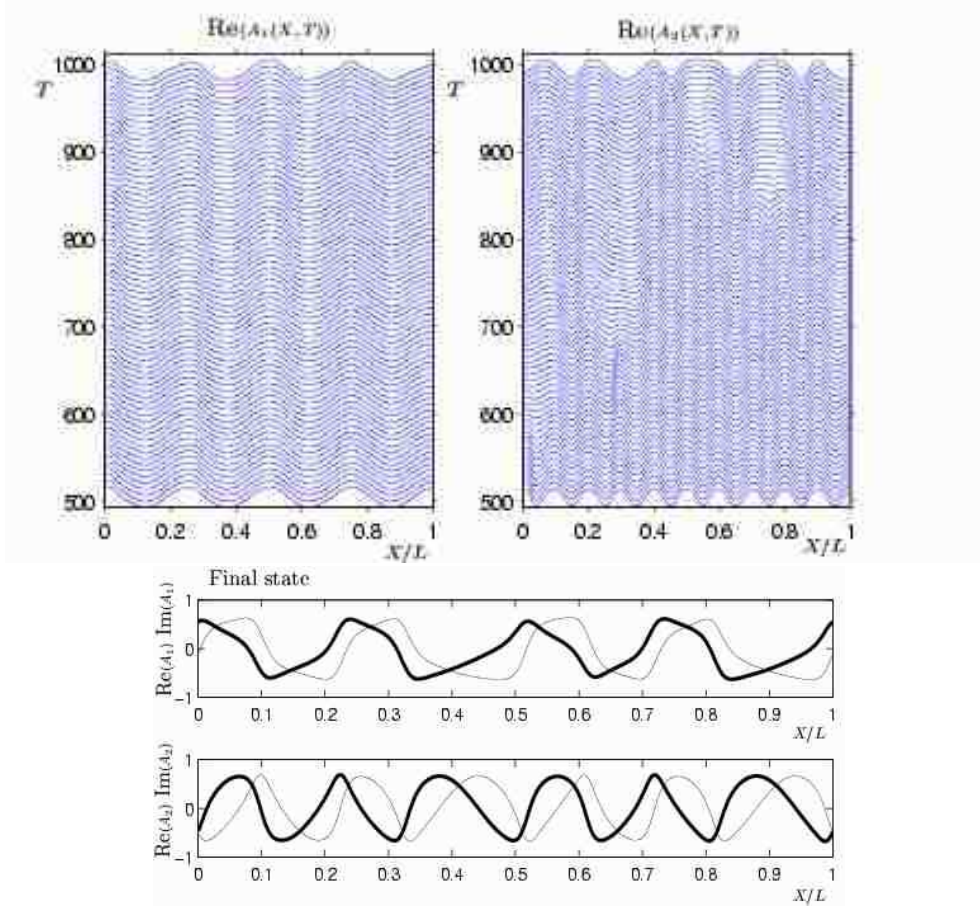 Re(A₁(X,T)) Re(A₂(X,T))
1000 1000
T T
900 900
800 800
700 700
600 600
500 500
0 0.2 0.4 0.6 0.8 1 0 0.2 0.4 0.6 0.8 1
X/L X/L
Final state
Re(A₁) Im(A₁)
1
0
−1
0 0.1 0.2 0.3 0.4 0.5 0.6 0.7 0.8 0.9 1
X/L
Re(A₂) Im(A₂)
1
0
−1
0 0.1 0.2 0.3 0.4 0.5 0.6 0.7 0.8 0.9 1
X/L